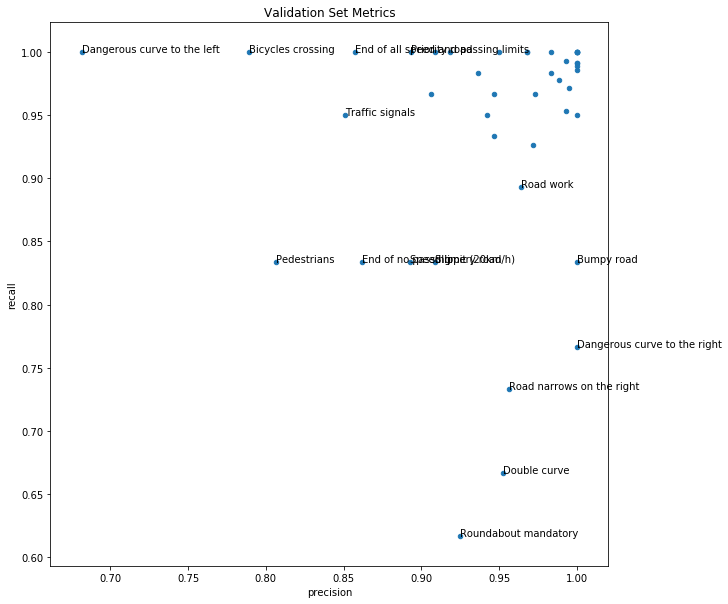 Validation Set Metrics
1.00
Dangerous curve to the left
Bicycles crossing
End of all speed and passing limits
Priority road
0.95
Traffic signals
0.90
Road work
0.85
Pedestrians
End of no passing
Speed limit (20km/h)
Slippery road
Bumpy road
recall
0.80
Dangerous curve to the right
0.75
Road narrows on the right
0.70
Double curve
0.65
Roundabout mandatory
0.60
0.70 0.75 0.80 0.85 0.90 0.95 1.00
precision